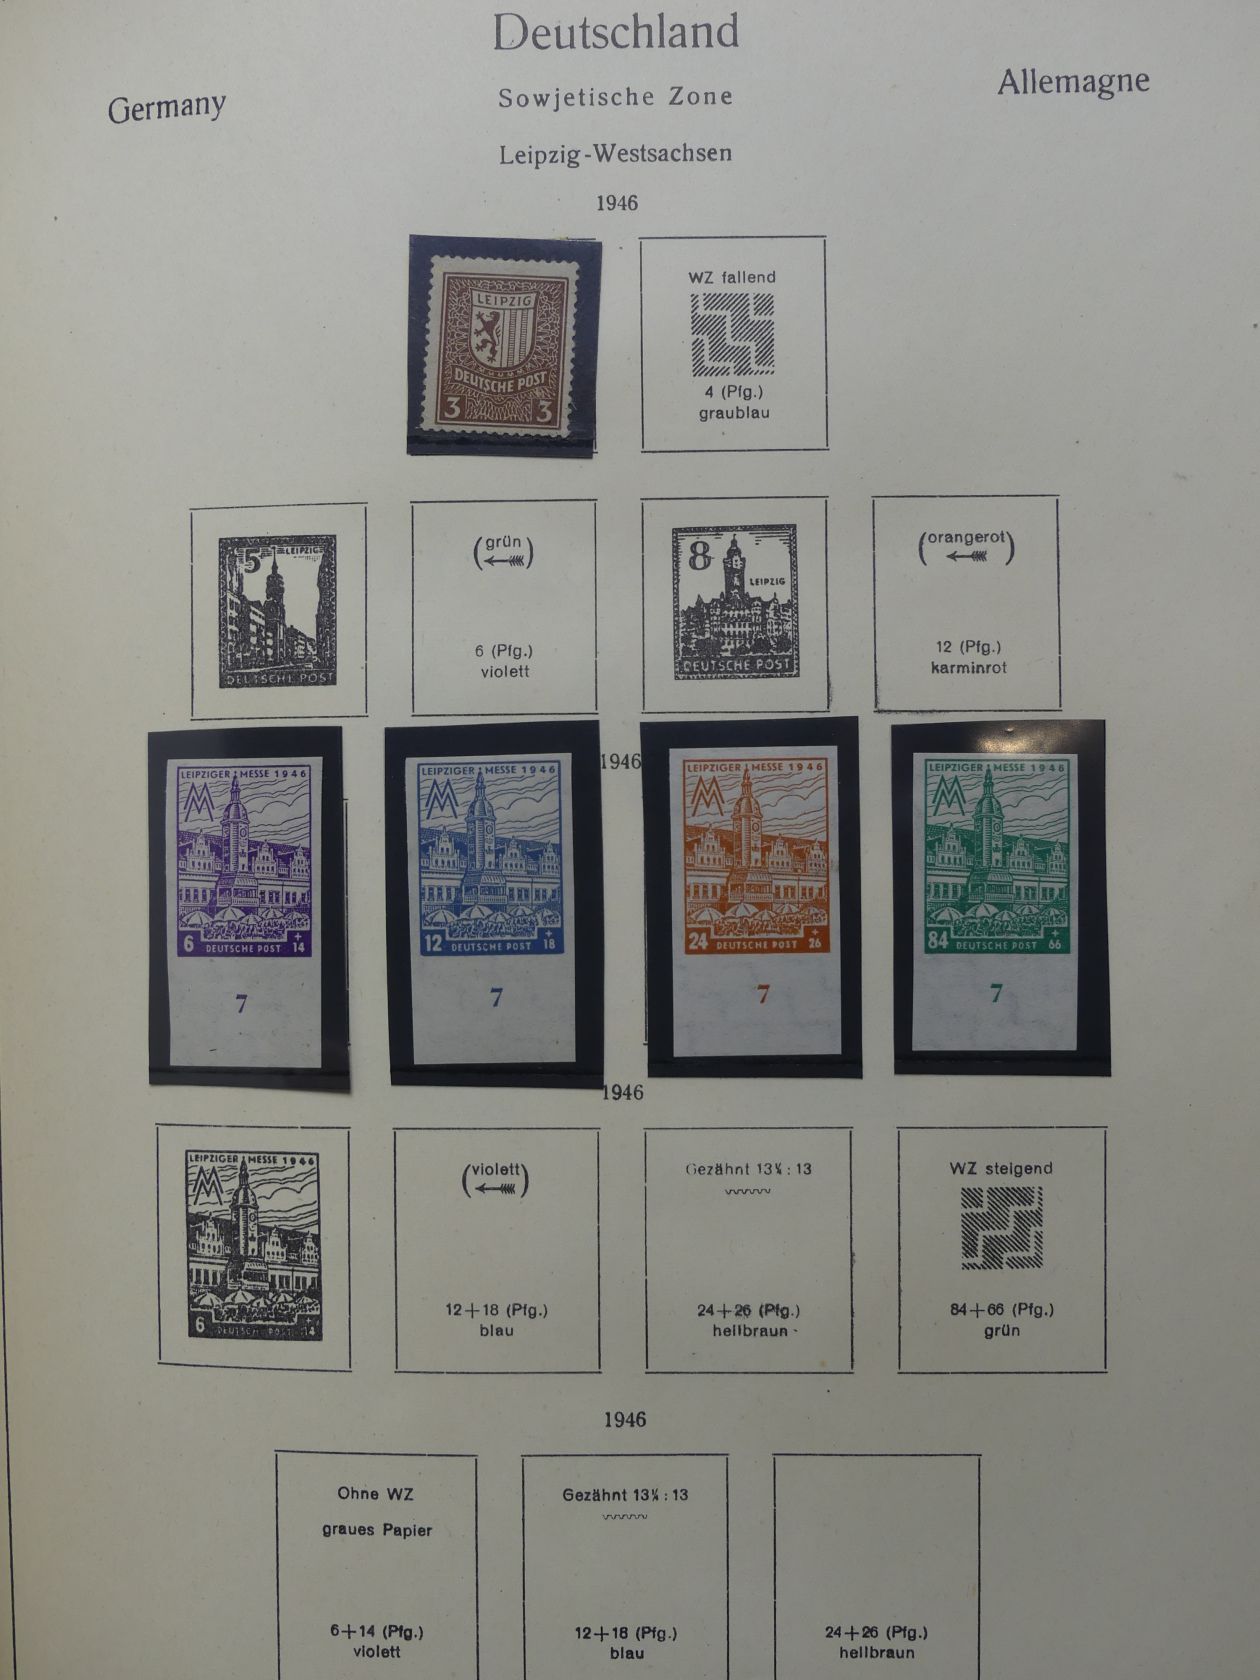 Deutschland
Germany
Sowjetische Zone
Allemagne
Leipzig-Westsachsen
1946
LEIPZIG
DEUTSCHE POST
3 3
WZ fallend
4 (Pfg.)
graublau
5 LEIPZIG
DEUTSCHE POST
(grün)
6 (Pfg.)
violett
8
LEIPZIG
DEUTSCHE POST
(orangerot)
12 (Pfg.)
karminrot
1946
LEIPZIGER MESSE 1946
MM
6 DEUTSCHE POST + 14
7
LEIPZIGER MESSE 1946
MM
12 DEUTSCHE POST + 18
7
LEIPZIGER MESSE 1946
MM
24 DEUTSCHE POST + 26
7
LEIPZIGER MESSE 1946
MM
84 DEUTSCHE POST + 66
7
1946
LEIPZIGER MESSE 1946
MM
6 DEUTSCHE POST + 14
(violett)
12+18 (Pfg.)
blau
Gezähnt 13¼ : 13
24+26 (Pfg.)
hellbraun
WZ steigend
84+66 (Pfg.)
grün
1946
Ohne WZ
graues Papier
6+14 (Pfg.)
violett
Gezähnt 13¼ : 13
12+18 (Pfg.)
blau
24+26 (Pfg.)
hellbraun